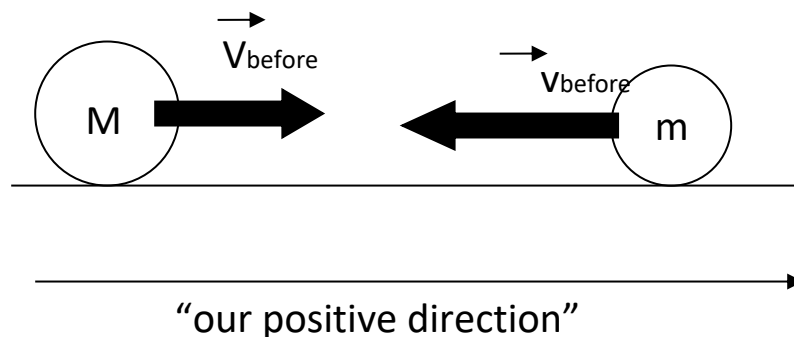 Vbefore
vbefore
M
m
“our positive direction”